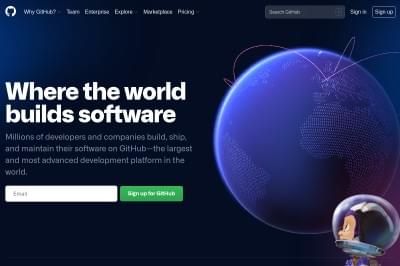 Why GitHub?
Team
Enterprise
Explore
Marketplace
Pricing
Search GitHub
Sign in
Sign up
Where the world
builds software
Millions of developers and companies build, ship,
and maintain their software on GitHub—the largest
and most advanced development platform in the
world.
Email
Sign up for GitHub